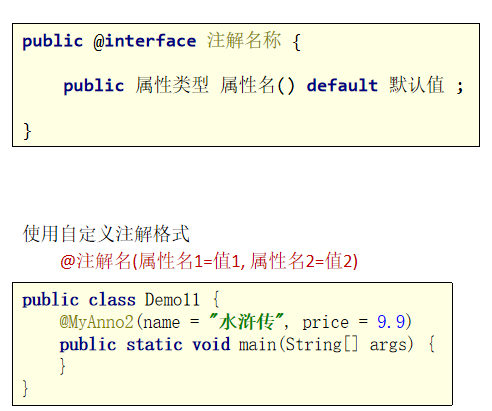 public @interface 注解名称 {
public 属性类型 属性名() default 默认值 ;
}
使用自定义注解格式
@注解名(属性名1=值1, 属性名2=值2)
public class Demo11 {
@MyAnno2(name = "水浒传", price = 9.9)
public static void main(String[] args) {
}
}